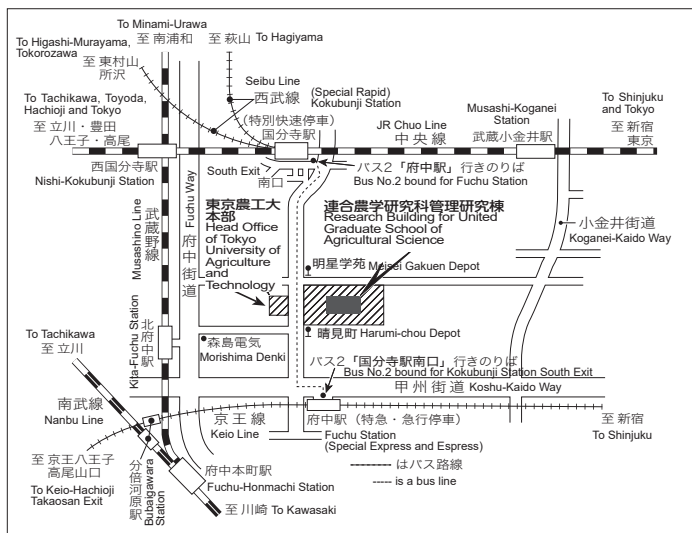 To Minami-Urawa
至 南浦和
至 萩山 To Hagiyama
To Higashi-Murayama,
Tokorozawa
至 東村山
所沢
Seibu Line
西武線
(Special Rapid)
Kokubunji Station
(特別快速停車)
国分寺駅
To Tachikawa, Toyoda,
Hachioji and Tokyo
至 立川・豊田
八王子・高尾
JR Chuo Line
中央線
Musashi-Koganei
Station
武蔵小金井駅
To Shinjuku
and Tokyo
至 新宿
東京
西国分寺駅
Nishi-Kokubunji Station
South Exit
南口
バス2「府中駅」行きのりば
Bus No.2 bound for Fuchu Station
武蔵野線
Musashino Line
Fuchu Way
府中街道
東京農工大
本部
Head Office
of Tokyo
University of
Agriculture
and
Technology
連合農学研究科管理研究棟
Research Building for United
Graduate School of
Agricultural Science
小金井街道
Koganei-Kaido Way
明星学苑 Meisei Gakuen Depot
北府中駅
Kita-Fuchu Station
森島電気
Morishima Denki
晴見町 Harumi-chou Depot
バス2「国分寺駅南口」行きのりば
Bus No.2 bound for Kokubunji Station South Exit
甲州街道 Koshu-Kaido Way
To Tachikawa
至 立川
南武線
Nanbu Line
京王線
Keio Line
府中駅(特急・急行停車)
Fuchu Station
(Special Express and Espress)
至 新宿
To Shinjuku
至 京王八王子
高尾山口
To Keio-Hachioji
Takaosan Exit
分倍河原駅
Bubaigawara
Station
府中本町駅
Fuchu-Honmachi Station
至 川崎 To Kawasaki
はバス路線
is a bus line